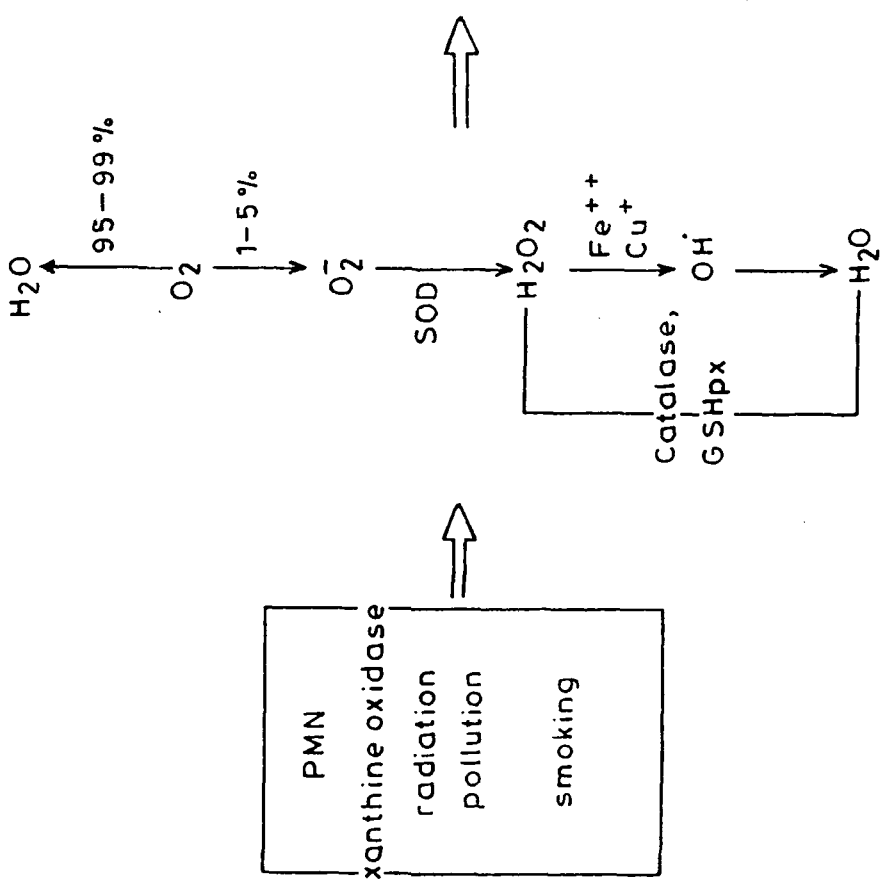 PMN
xanthine oxidase
radiation
pollution
smoking
H₂O
95–99%
O₂
1–5%
O₂⁻
SOD
H₂O₂
Fe⁺⁺
Cu⁺
Catalase,
GSHpx
OH˙
H₂O